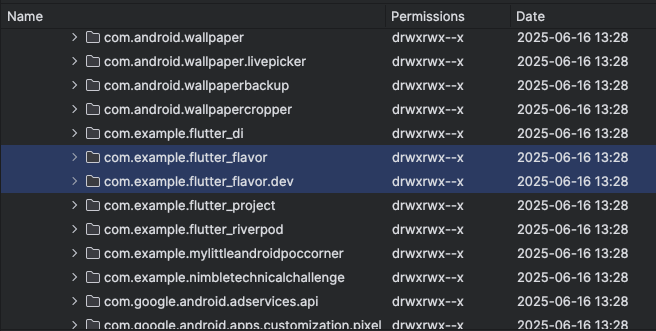 Name Permissions Date
com.android.wallpaper drwxrwx--x 2025-06-16 13:28
com.android.wallpaper.livepicker drwxrwx--x 2025-06-16 13:28
com.android.wallpaperbackup drwxrwx--x 2025-06-16 13:28
com.android.wallpapercropper drwxrwx--x 2025-06-16 13:28
com.example.flutter_di drwxrwx--x 2025-06-16 13:28
com.example.flutter_flavor drwxrwx--x 2025-06-16 13:28
com.example.flutter_flavor.dev drwxrwx--x 2025-06-16 13:28
com.example.flutter_project drwxrwx--x 2025-06-16 13:28
com.example.flutter_riverpod drwxrwx--x 2025-06-16 13:28
com.example.mylittleandroidpoccorner drwxrwx--x 2025-06-16 13:28
com.example.nimbletechnicalchallenge drwxrwx--x 2025-06-16 13:28
com.google.android.adservices.api drwxrwx--x 2025-06-16 13:28
com.google.android.apps.customization.pixel drwxrwx--x 2025-06-16 13:28